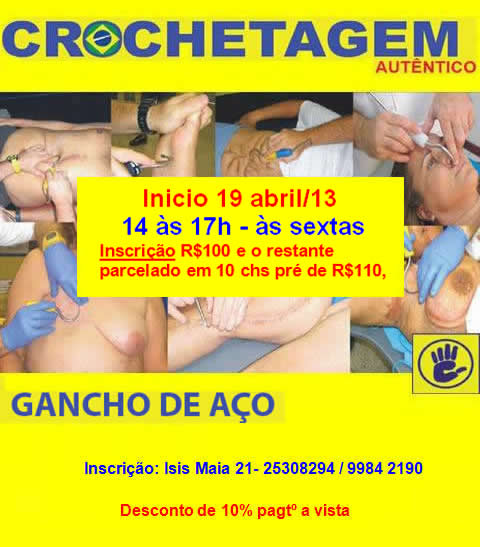 CROCHETAGEM
AUTÊNTICO
Inicio 19 abril/13
14 às 17h - às sextas
Inscrição R$100 e o restante
parcelado em 10 chs pré de R$110,
GANCHO DE AÇO
Inscrição: Isis Maia 21- 25308294 / 9984 2190
Desconto de 10% pagtº a vista